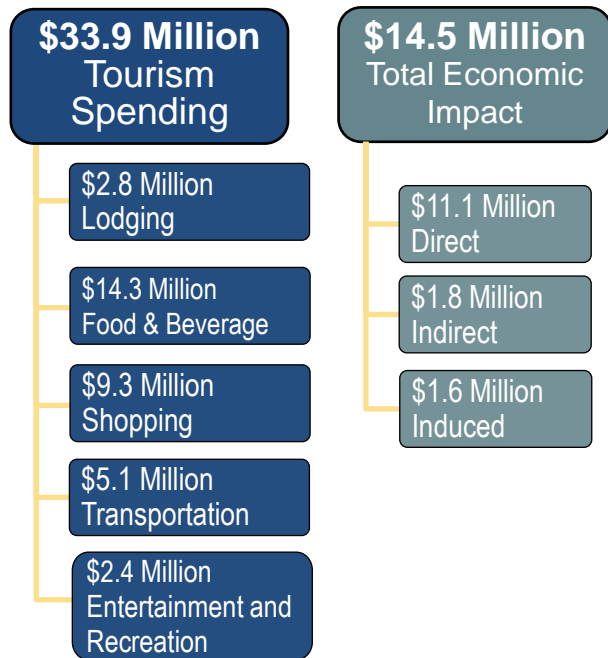 $33.9 Million
Tourism
Spending
$2.8 Million
Lodging
$14.3 Million
Food & Beverage
$9.3 Million
Shopping
$5.1 Million
Transportation
$2.4 Million
Entertainment and
Recreation
$14.5 Million
Total Economic
Impact
$11.1 Million
Direct
$1.8 Million
Indirect
$1.6 Million
Induced